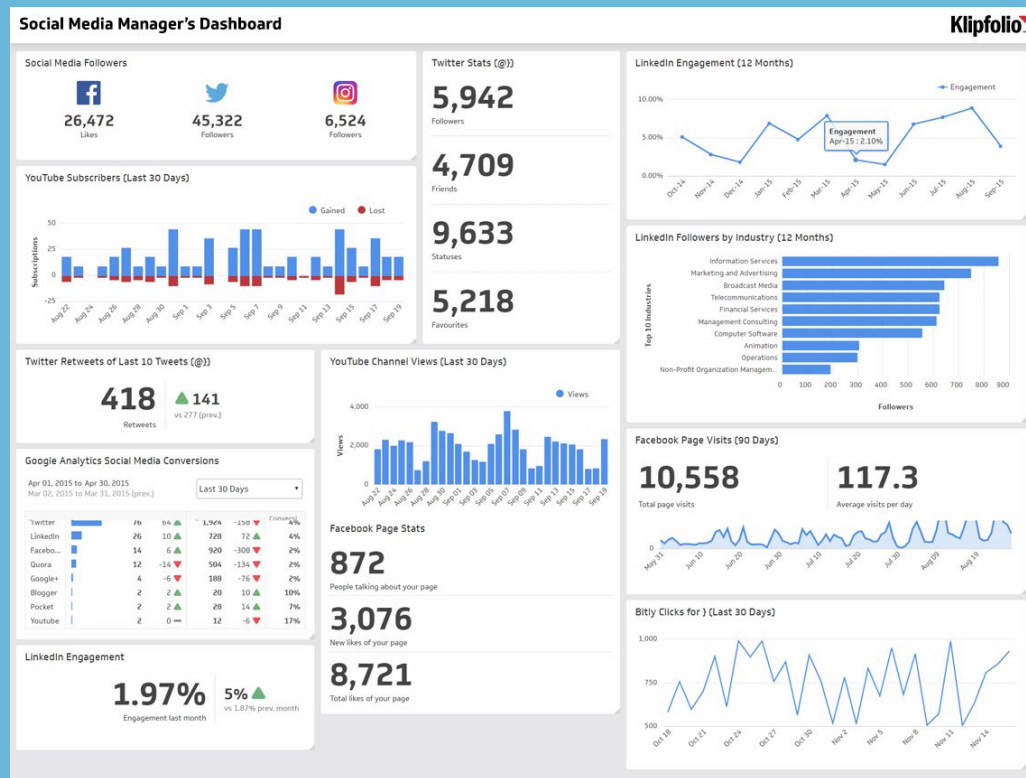 Social Media Manager's Dashboard
Klipfolio
Social Media Followers
26,472
Likes
45,322
Followers
6,524
Followers
YouTube Subscribers (Last 30 Days)
Gained Lost
Subscriptions
50
25
0
-25
Aug 22 Aug 24 Aug 26 Aug 28 Aug 30 Sep 1 Sep 3 Sep 5 Sep 7 Sep 9 Sep 11 Sep 13 Sep 15 Sep 17 Sep 19
Twitter Stats (@})
5,942
Followers
4,709
Friends
9,633
Statuses
5,218
Favourites
LinkedIn Engagement (12 Months)
Engagement
10.00%
5.00%
0.00%
Engagement
Apr-15 : 2.10%
Oct-14 Nov-14 Dec-14 Jan-15 Feb-15 Mar-15 Apr-15 May-15 Jun-15 Jul-15 Aug-15 Sep-15
LinkedIn Followers by Industry (12 Months)
Top 10 Industries
Information Services
Marketing and Advertising
Broadcast Media
Telecommunications
Financial Services
Management Consulting
Computer Software
Animation
Operations
Non-Profit Organization Managem...
0 100 200 300 400 500 600 700 800 900
Followers
Twitter Retweets of Last 10 Tweets (@})
418
Retweets
141
vs 277 (prev.)
Google Analytics Social Media Conversions
Apr 01, 2015 to Apr 30, 2015
Mar 02, 2015 to Mar 31, 2015 (prev.)
Last 30 Days
Twitter 76 64 1,924 -158 4%
LinkedIn 26 10 728 72 4%
Facebo... 14 6 920 -308 2%
Quora 12 -14 504 -134 2%
Google+ 4 -6 188 -76 2%
Blogger 2 2 20 10 10%
Pocket 2 2 28 14 7%
Youtube 2 0 12 -6 17%
LinkedIn Engagement
1.97%
Engagement last month
5%
vs 1.87% prev. month
YouTube Channel Views (Last 30 Days)
Views
Views
4,000
2,000
0
Aug 22 Aug 24 Aug 26 Aug 28 Aug 30 Sep 01 Sep 03 Sep 05 Sep 07 Sep 09 Sep 11 Sep 13 Sep 15 Sep 17 Sep 19
Facebook Page Stats
872
People talking about your page
3,076
New likes of your page
8,721
Total likes of your page
Facebook Page Visits (90 Days)
10,558
Total page visits
117.3
Average visits per day
0
May 31 Jun 10 Jun 20 Jun 30 Jul 10 Jul 20 Jul 30 Aug 09 Aug 19
Bitly Clicks for } (Last 30 Days)
1,000
750
500
Oct 18 Oct 21 Oct 24 Oct 27 Oct 30 Nov 2 Nov 5 Nov 8 Nov 11 Nov 14